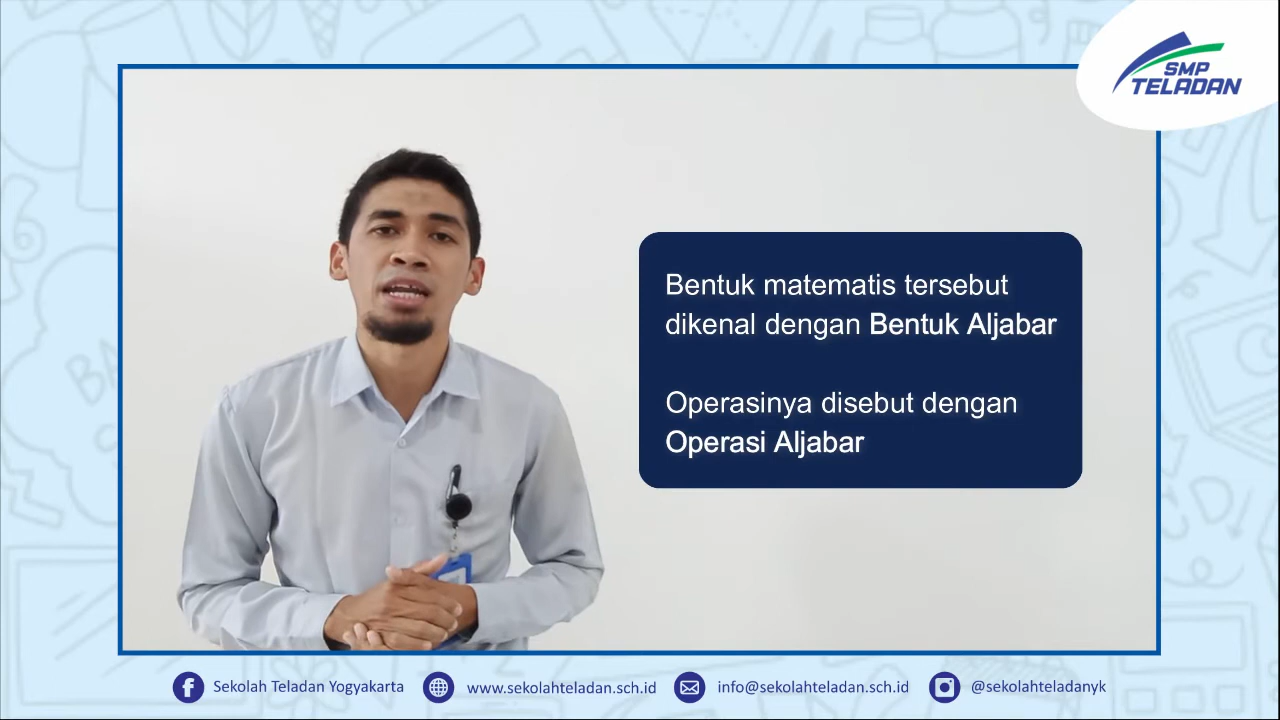 SMP
TELADAN
Bentuk matematis tersebut
dikenal dengan Bentuk Aljabar
Operasinya disebut dengan
Operasi Aljabar
Sekolah Teladan Yogyakarta
www.sekolahteladan.sch.id
info@sekolahteladan.sch.id
@sekolahteladanyk